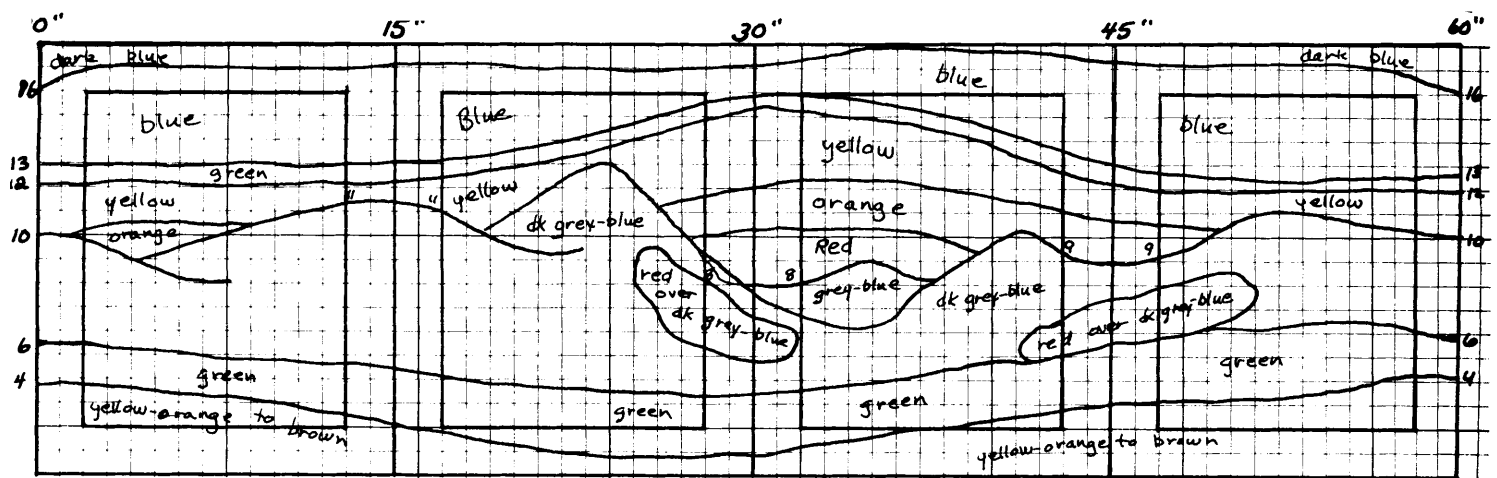 0" 15" 30" 45" 60"
dark blue
dark blue
blue
16
16
blue
Blue
blue
yellow
13
green
13
12
12
yellow
" "
yellow
yellow
orange
dk grey-blue
orange
10
10
Red
9 9
8 8
red over dk grey-blue
grey-blue
dk grey-blue
red over dk grey-blue
6
6
green
green
4
4
yellow-orange to brown
green
green
yellow-orange to brown